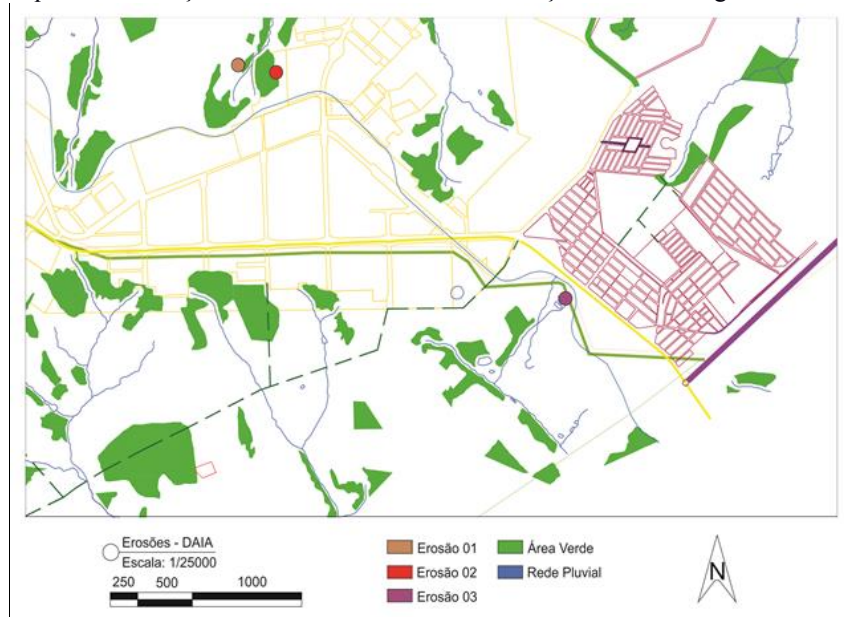 Erosões - DAIA
Escala: 1/25000
250 500 1000
Erosão 01
Erosão 02
Erosão 03
Área Verde
Rede Pluvial
N